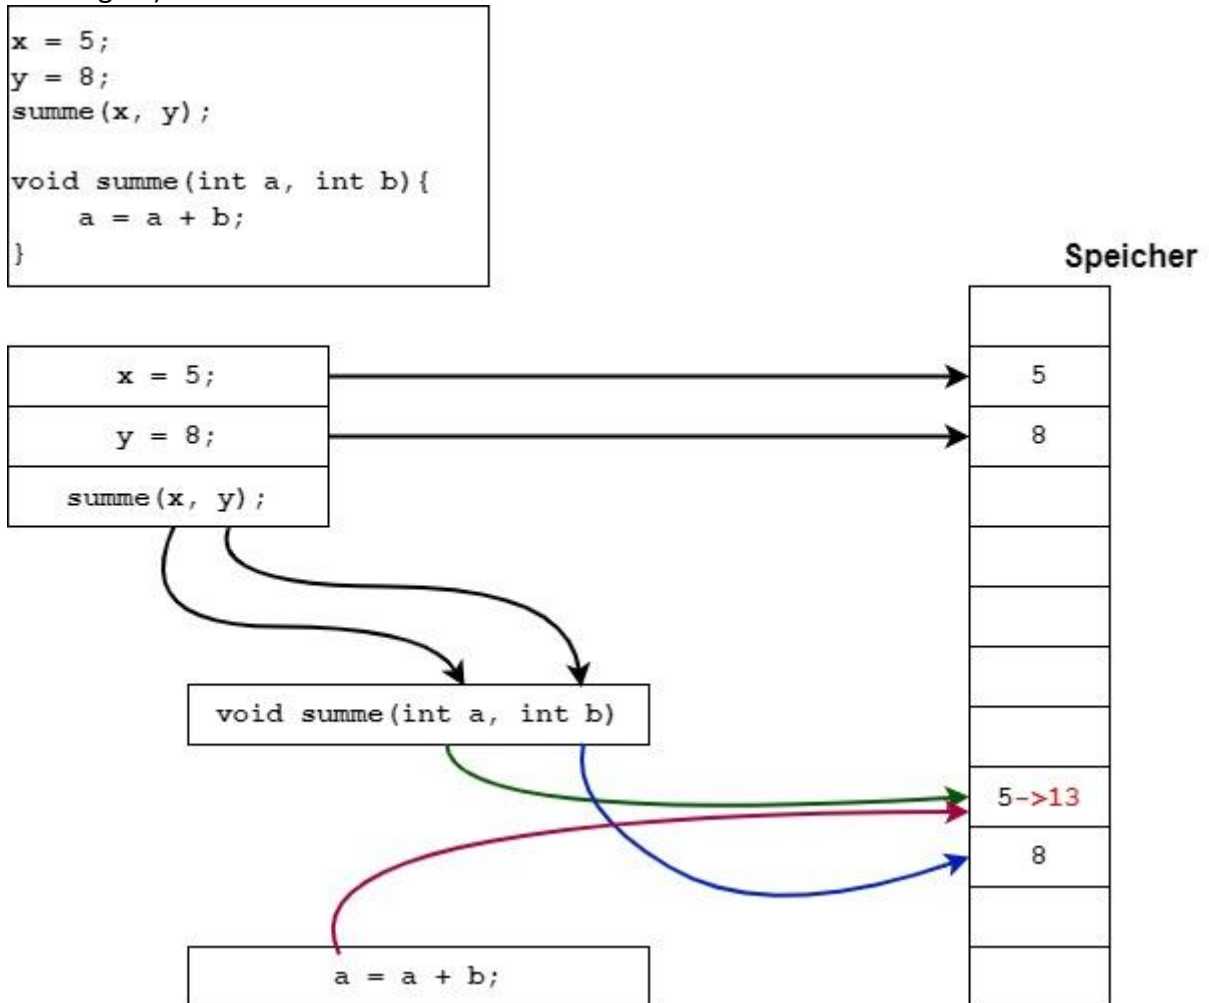 x = 5;
y = 8;
summe(x, y);
void summe(int a, int b){
    a = a + b;
}
Speicher
x = 5;
5
y = 8;
8
summe(x, y);
void summe(int a, int b)
5->13
8
a = a + b;